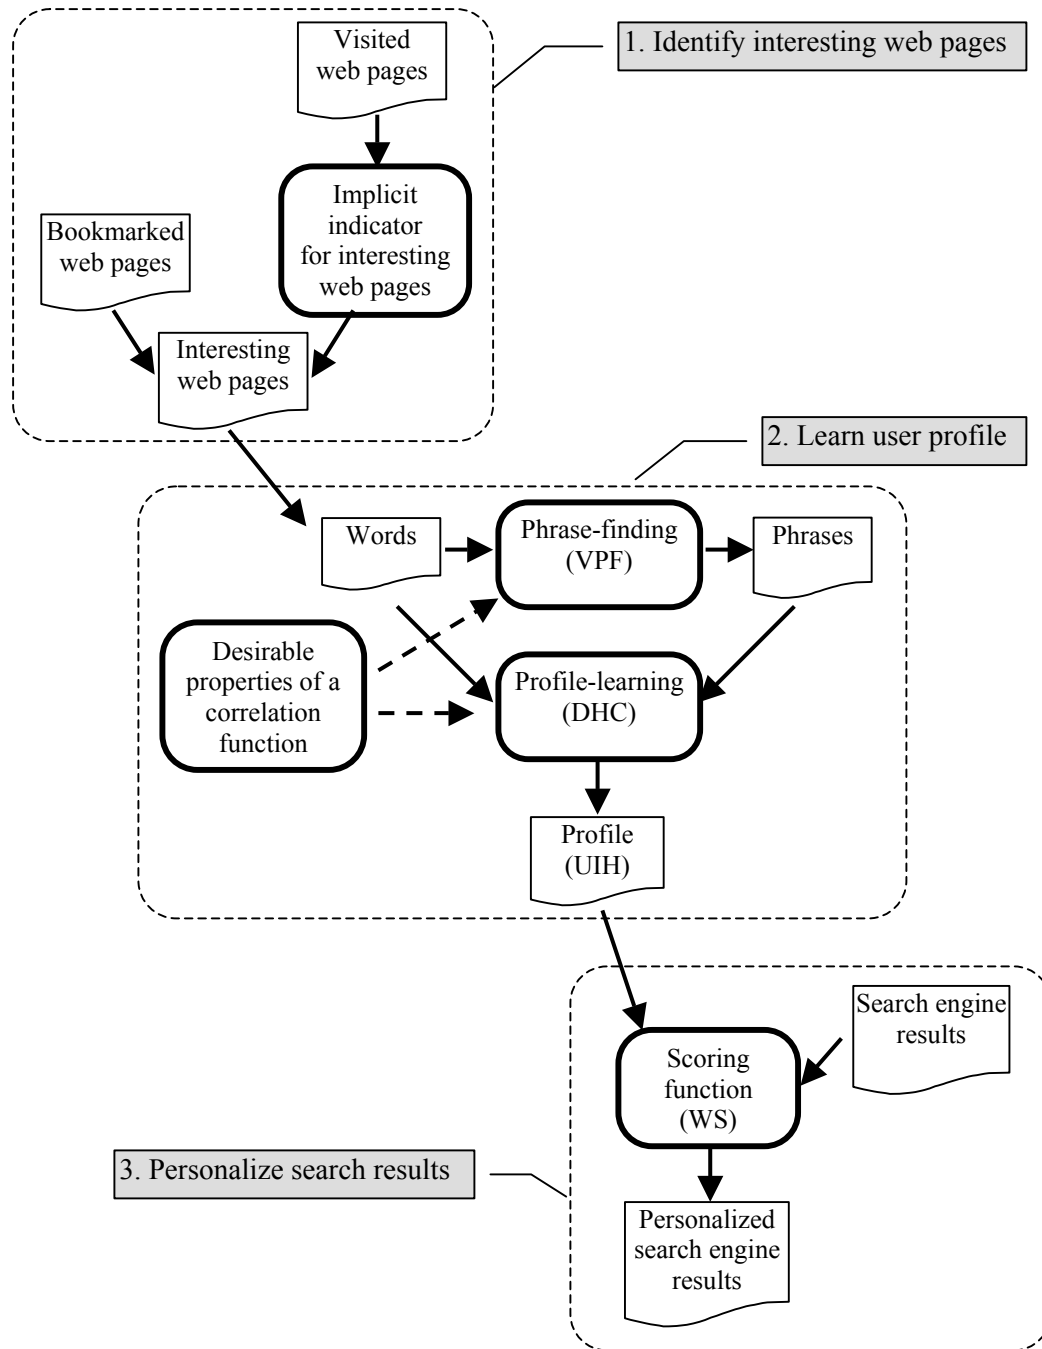 Visited
web pages
1. Identify interesting web pages
Implicit
indicator
for interesting
web pages
Bookmarked
web pages
Interesting
web pages
2. Learn user profile
Words
Phrase-finding
(VPF)
Phrases
Desirable
properties of a
correlation
function
Profile-learning
(DHC)
Profile
(UIH)
Search engine
results
Scoring
function
(WS)
3. Personalize search results
Personalized
search engine
results